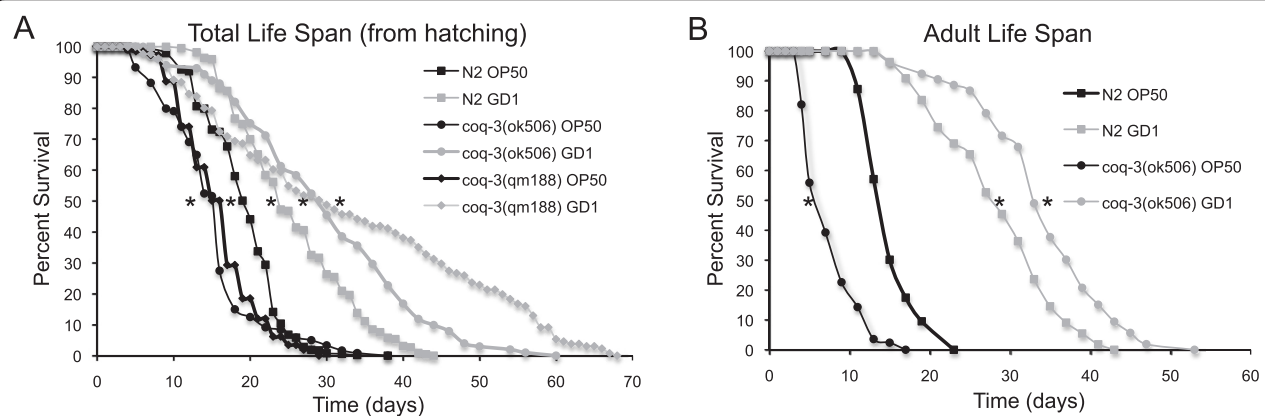 A
Total Life Span (from hatching)
Percent Survival
100
90
80
70
60
50
40
30
20
10
0
0 10 20 30 40 50 60 70
Time (days)
N2 OP50
N2 GD1
coq-3(ok506) OP50
coq-3(ok506) GD1
coq-3(qm188) OP50
coq-3(qm188) GD1
* * * * *
B
Adult Life Span
Percent Survival
100
90
80
70
60
50
40
30
20
10
0
0 10 20 30 40 50 60
Time (days)
N2 OP50
N2 GD1
coq-3(ok506) OP50
coq-3(ok506) GD1
* * *